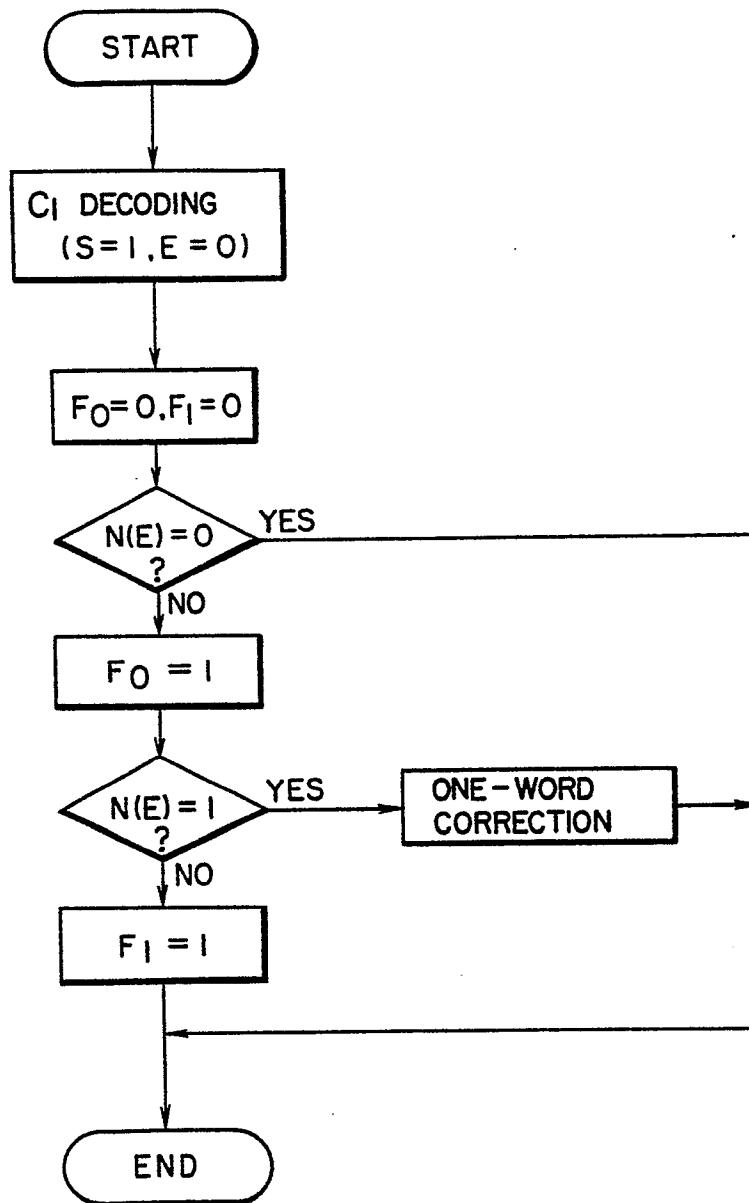 START
C1 DECODING
(S=1,E=0)
F0=0,F1=0
N(E)=0
?
YES
NO
F0=1
N(E)=1
?
YES
ONE-WORD
CORRECTION
NO
F1=1
END